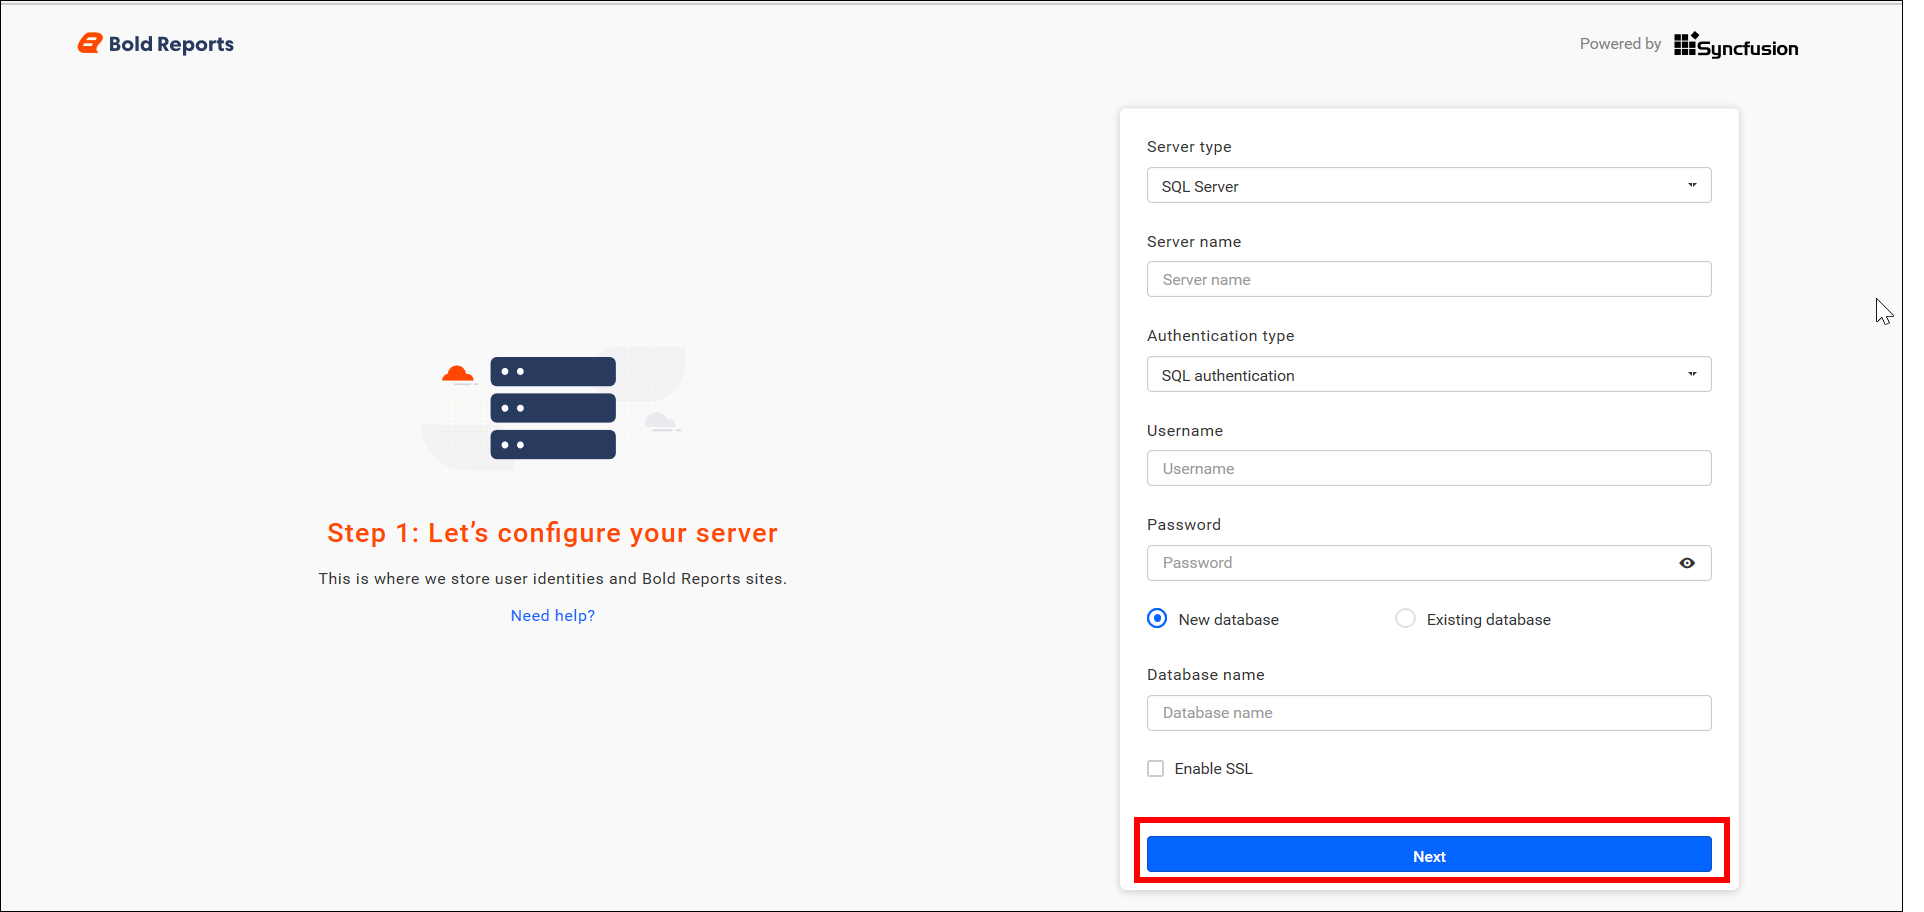 Bold Reports
Powered by Syncfusion
Step 1: Let’s configure your server
This is where we store user identities and Bold Reports sites.
Need help?
Server type
SQL Server
Server name
Server name
Authentication type
SQL authentication
Username
Username
Password
Password
New database Existing database
Database name
Database name
Enable SSL
Next